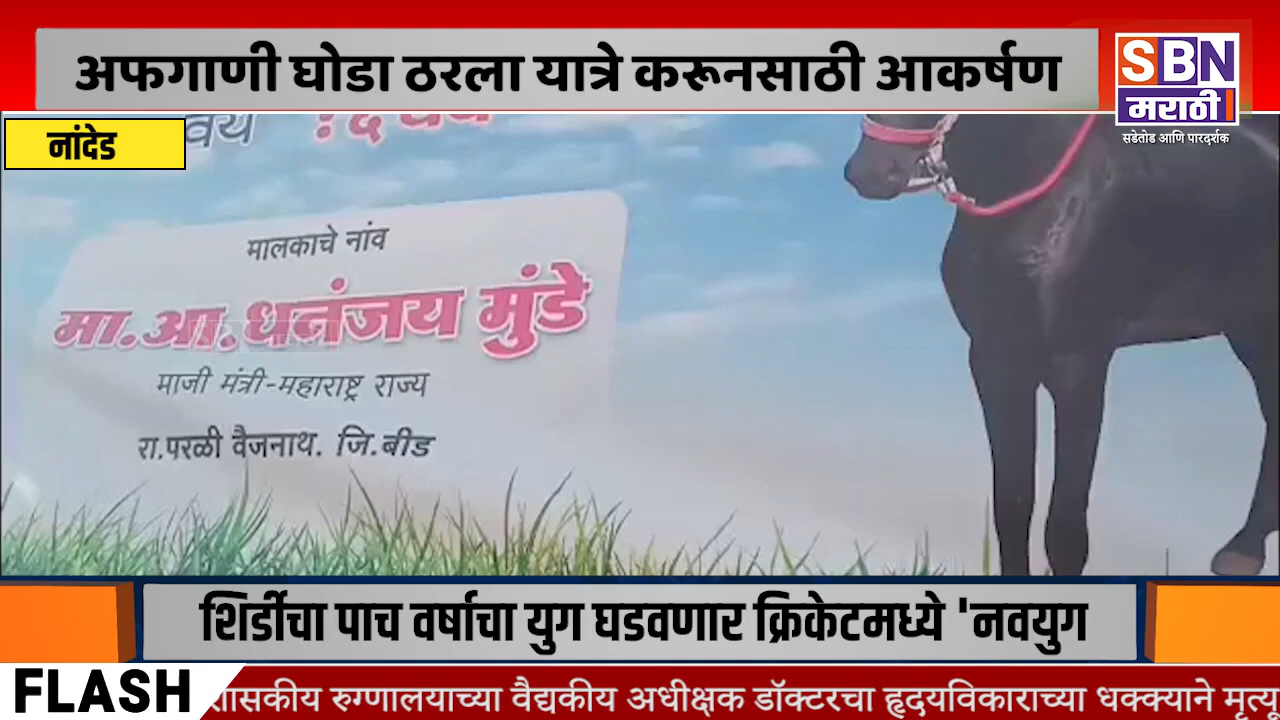 अफगाणी घोडा ठरला यात्रे करूनसाठी आकर्षण
SBN
मराठी
सडेतोड आणि पारदर्शक
नांदेड
मालकाचे नांव
मा.आ.धनंजय मुंडे
माजी मंत्री-महाराष्ट्र राज्य
रा.परळी वैजनाथ. जि.बीड
शिर्डीचा पाच वर्षाचा युग घडवणार क्रिकेटमध्ये 'नवयुग
FLASH
रुग्णालयाच्या वैद्यकीय अधीक्षक डॉक्टरचा हृदयविकाराच्या धक्क्याने मृत्यू